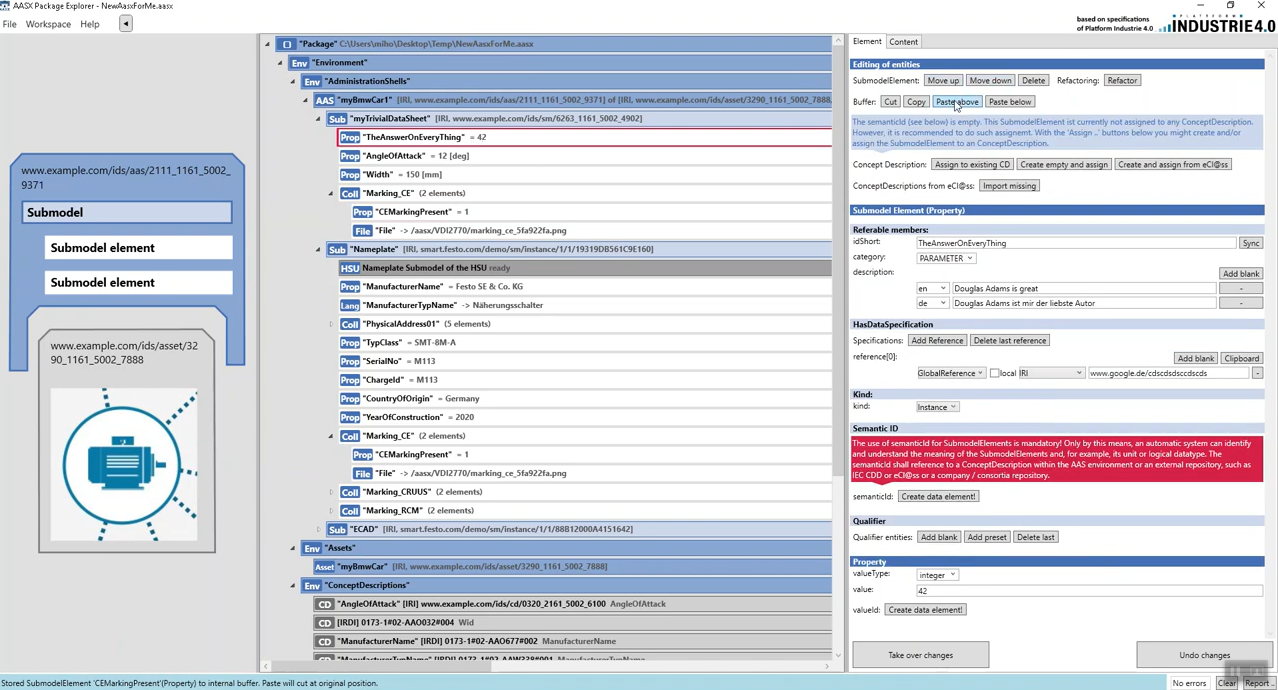 AASX Package Explorer - NewAasxForMe.aasx
File Workspace Help
based on specifications
of Platform Industrie 4.0
PLATTFORM
INDUSTRIE4.0
www.example.com/ids/aas/2111_1161_5002_
9371
Submodel
Submodel element
Submodel element
www.example.com/ids/asset/32
90_1161_5002_7888
"Package" C:\Users\miho\Desktop\Temp\NewAasxForMe.aasx
Env "Environment"
Env "AdministrationShells"
AAS "myBmwCar1" [IRI, www.example.com/ids/aas/2111_1161_5002_9371] of [IRI, www.example.com/ids/asset/3290_1161_5002_7888,
Sub "myTrivialDataSheet" [IRI, www.example.com/ids/sm/6263_1161_5002_4902]
Prop "TheAnswerOnEveryThing" = 42
Prop "AngleOfAttack" = 12 [deg]
Prop "Width" = 150 [mm]
Coll "Marking_CE" (2 elements)
Prop "CEMarkingPresent" = 1
File "File" -> /aasx/VDI2770/marking_ce_5fa922fa.png
Sub "Nameplate" [IRI, smart.festo.com/demo/sm/instance/1/1/19319DB561C9E160]
HSU Nameplate Submodel of the HSU ready
Prop "ManufacturerName" = Festo SE & Co. KG
Lang "ManufacturerTypName" -> Näherungsschalter
Coll "PhysicalAddress01" (5 elements)
Prop "TypClass" = SMT-8M-A
Prop "SerialNo" = M113
Prop "ChargeId" = M113
Prop "CountryOfOrigin" = Germany
Prop "YearOfConstruction" = 2020
Coll "Marking_CE" (2 elements)
Prop "CEMarkingPresent" = 1
File "File" -> /aasx/VDI2770/marking_ce_5fa922fa.png
Coll "Marking_CRUUS" (2 elements)
Coll "Marking_RCM" (2 elements)
Sub "ECAD" [IRI, smart.festo.com/demo/sm/instance/1/1/88B12000A4151642]
Env "Assets"
Asset "myBmwCar" [IRI, www.example.com/ids/asset/3290_1161_5002_7888]
Env "ConceptDescriptions"
CD "AngleOfAttack" [IRI] www.example.com/ids/cd/0320_2161_5002_6100 AngleOfAttack
CD [IRDI] 0173-1#02-AAO032#004 Wid
CD "ManufacturerName" [IRDI] 0173-1#02-AAO677#002 ManufacturerName
Element Content
Editing of entities
SubmodelElement: Move up Move down Delete Refactoring: Refactor
Buffer: Cut Copy Paste above Paste below
The semanticId (see below) is empty. This SubmodelElement ist currently not assigned to any ConceptDescription.
However, it is recommended to do such assignment. With the 'Assign ..' buttons below you might create and/or
assign the SubmodelElement to an ConceptDescription.
Concept Description: Assign to existing CD Create empty and assign Create and assign from eCl@ss
ConceptDescriptions from eCl@ss: Import missing
Submodel Element (Property)
Referable members:
idShort: TheAnswerOnEveryThing Sync
category: PARAMETER
description: Add blank
en Douglas Adams is great -
de Douglas Adams ist mir der liebste Autor -
HasDataSpecification
Specifications: Add Reference Delete last reference
reference[0]: Add blank Clipboard
GlobalReference local IRI www.google.de/cdscdsdsccdscds -
Kind:
kind: Instance
Semantic ID
The use of semanticId for SubmodelElements is mandatory! Only by this means, an automatic system can identify
and understand the meaning of the SubmodelElements and, for example, its unit or logical datatype. The
semanticId shall reference to a ConceptDescription within the AAS environment or an external repository, such as
IEC CDD or eCl@ss or a company / consortia repository.
semanticId: Create data element!
Qualifier
Qualifier entities: Add blank Add preset Delete last
Property
valueType: integer
value: 42
valueId: Create data element!
Take over changes Undo changes
Stored SubmodelElement 'CEMarkingPresent'(Property) to internal buffer. Paste will cut at original position.
No errors Clear Report ..